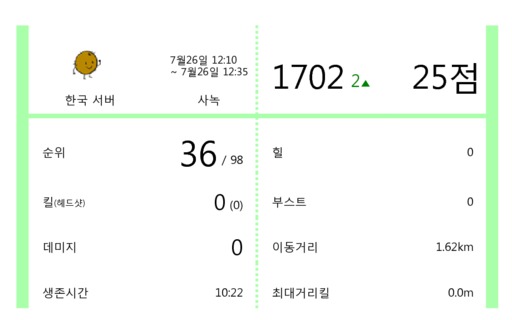 7월26일 12:10
~ 7월26일 12:35
한국 서버
사녹
1702 2▲
25점
순위
36 / 98
킬(헤드샷)
0 (0)
데미지
0
생존시간
10:22
힐
0
부스트
0
이동거리
1.62km
최대거리킬
0.0m